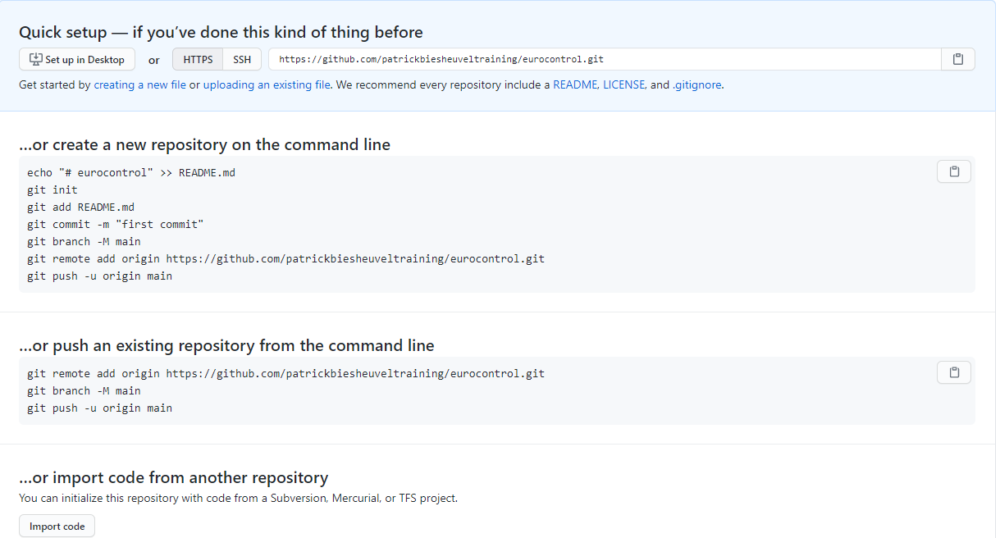 Quick setup — if you’ve done this kind of thing before
Set up in Desktop or HTTPS SSH https://github.com/patrickbiesheuveltraining/eurocontrol.git
Get started by creating a new file or uploading an existing file. We recommend every repository include a README, LICENSE, and .gitignore.
…or create a new repository on the command line
echo "# eurocontrol" >> README.md
git init
git add README.md
git commit -m "first commit"
git branch -M main
git remote add origin https://github.com/patrickbiesheuveltraining/eurocontrol.git
git push -u origin main
…or push an existing repository from the command line
git remote add origin https://github.com/patrickbiesheuveltraining/eurocontrol.git
git branch -M main
git push -u origin main
…or import code from another repository
You can initialize this repository with code from a Subversion, Mercurial, or TFS project.
Import code